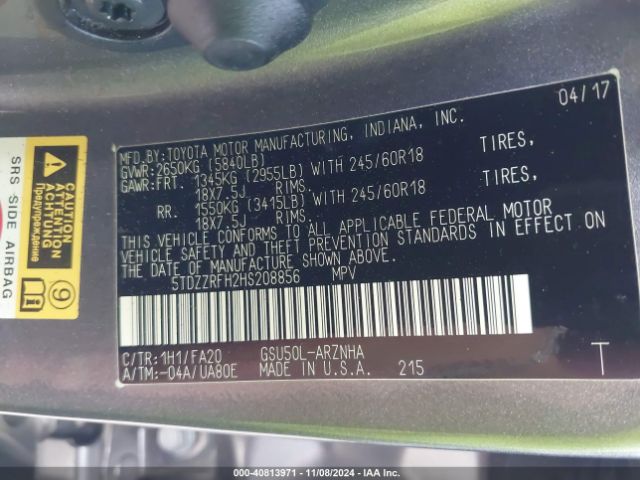 04/17
MFD. BY: TOYOTA MOTOR MANUFACTURING, INDIANA, INC.
GVWR: 2650KG (5840LB)
GAWR: FRT. 1345KG (2955LB) WITH 245/60R18 TIRES,
18X7.5J RIMS.
RR. 1550KG (3415LB) WITH 245/60R18 TIRES,
18X7.5J RIMS.
THIS VEHICLE CONFORMS TO ALL APPLICABLE FEDERAL MOTOR
VEHICLE SAFETY AND THEFT PREVENTION STANDARDS IN EFFECT ON
THE DATE OF MANUFACTURE SHOWN ABOVE.
5TDZZRFH2HS208856 MPV
C/TR: 1H1/FA20 GSU50L-ARZNHA
A/TM: -04A/UA80E MADE IN U.S.A. 215 T
SRS SIDE AIRBAG
CAUTION
ATTENTION
ACHTUNG
Предупреждение
9
000-40813971 - 11/08/2024 - IAA Inc.